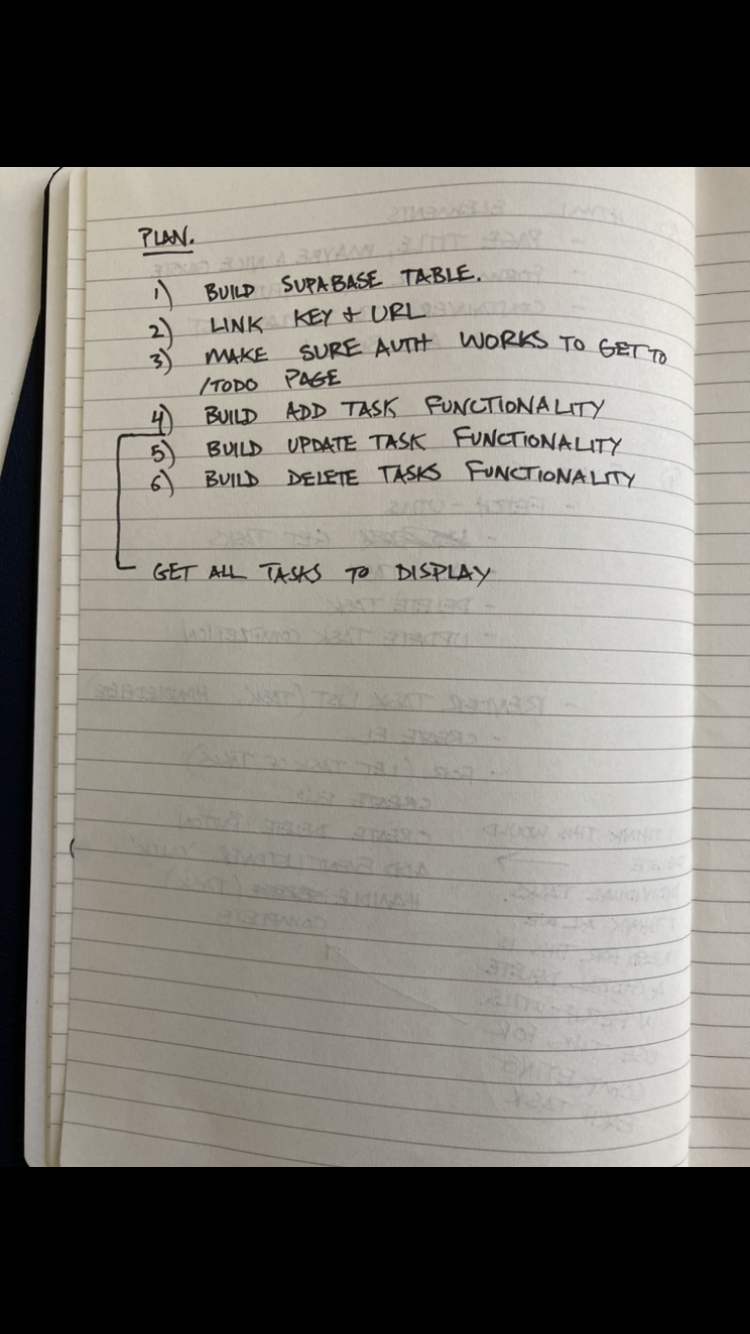 PLAN.
1) BUILD SUPABASE TABLE.
2) LINK KEY + URL
3) MAKE SURE AUTH WORKS TO GET TO
/TODO PAGE
4) BUILD ADD TASK FUNCTIONALITY
5) BUILD UPDATE TASK FUNCTIONALITY
6) BUILD DELETE TASKS FUNCTIONALITY
GET ALL TASKS TO DISPLAY